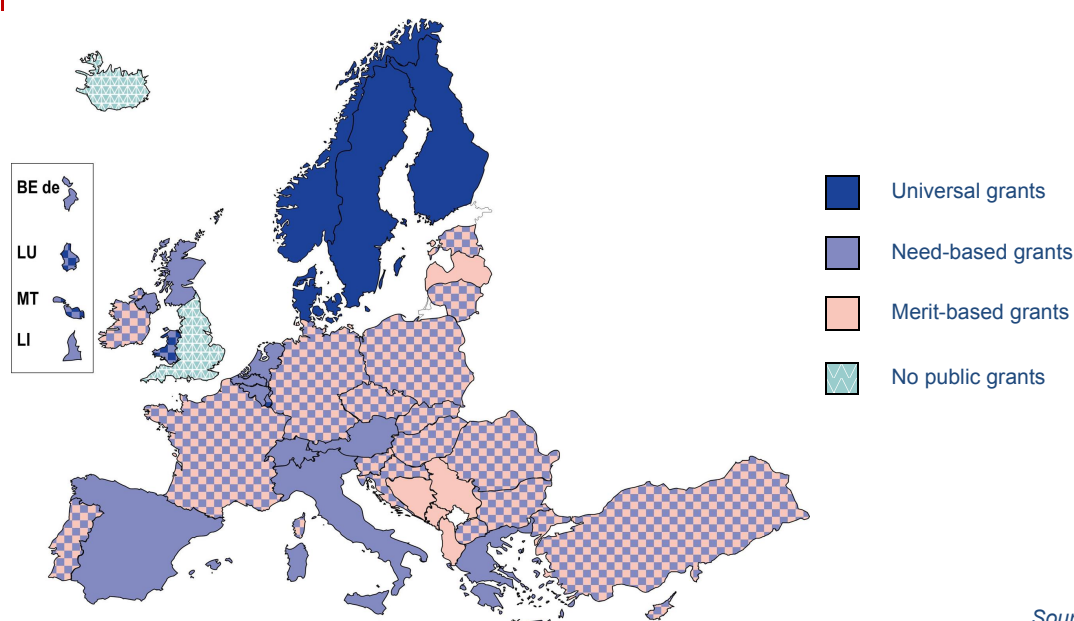 BE de
LU
MT
LI
Universal grants
Need-based grants
Merit-based grants
No public grants